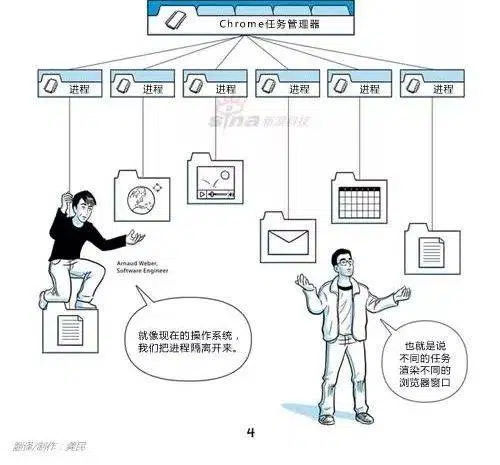 Chrome任务管理器
进程
进程
进程
进程
进程
进程
sina 新浪科技
Arnaud Weber,
Software Engineer
就像现在的操作系统，
我们把进程隔离开来。
也就是说
不同的任务
渲染不同的
浏览器窗口
4
翻译/制作：龚民